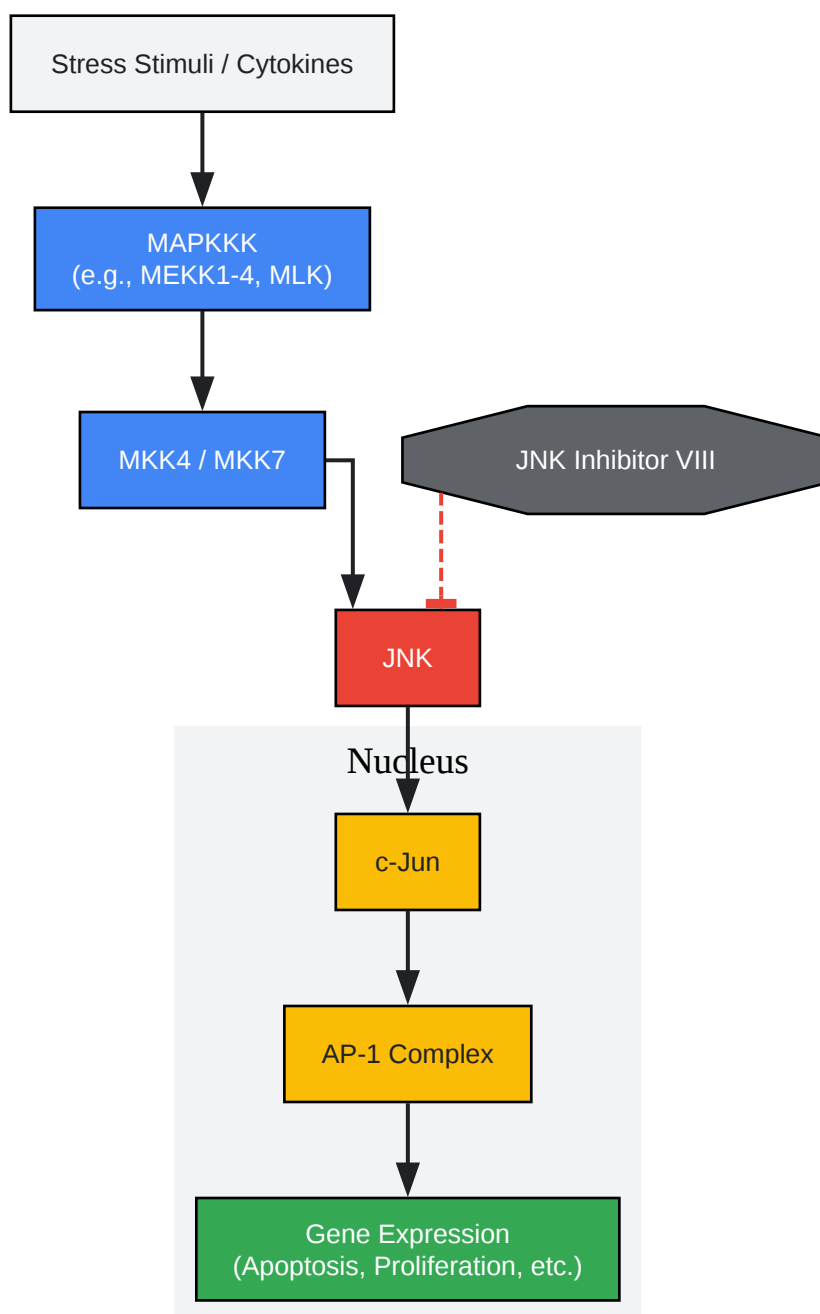 Stress Stimuli / Cytokines
MAPKKK
(e.g., MEKK1-4, MLK)
MKK4 / MKK7
JNK Inhibitor VIII
JNK
Nucleus
c-Jun
AP-1 Complex
Gene Expression
(Apoptosis, Proliferation, etc.)